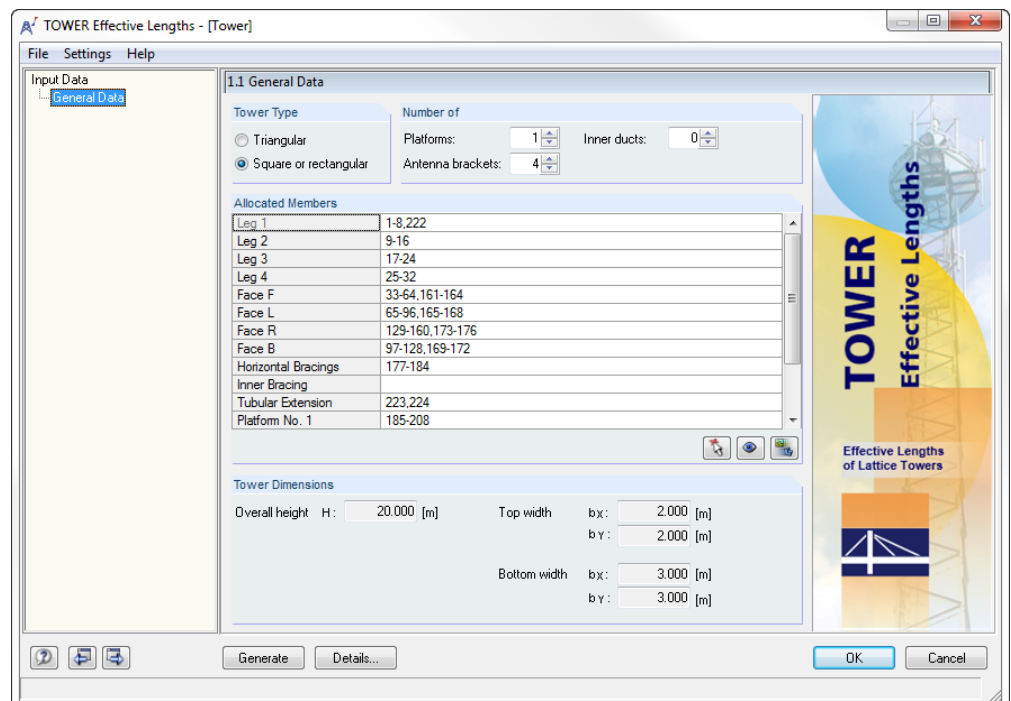 TOWER Effective Lengths - [Tower]
File Settings Help
Input Data
General Data
1.1 General Data
Tower Type
Triangular
Square or rectangular
Number of
Platforms: 1 Inner ducts: 0
Antenna brackets: 4
Allocated Members
Leg 1 1-8,222
Leg 2 9-16
Leg 3 17-24
Leg 4 25-32
Face F 33-64,161-164
Face L 65-96,165-168
Face R 129-160,173-176
Face B 97-128,169-172
Horizontal Bracings 177-184
Inner Bracing
Tubular Extension 223,224
Platform No. 1 185-208
Tower Dimensions
Overall height H: 20.000 [m] Top width bX: 2.000 [m]
bY: 2.000 [m]
Bottom width bX: 3.000 [m]
bY: 3.000 [m]
TOWER
Effective Lengths
Effective Lengths
of Lattice Towers
Generate Details... OK Cancel